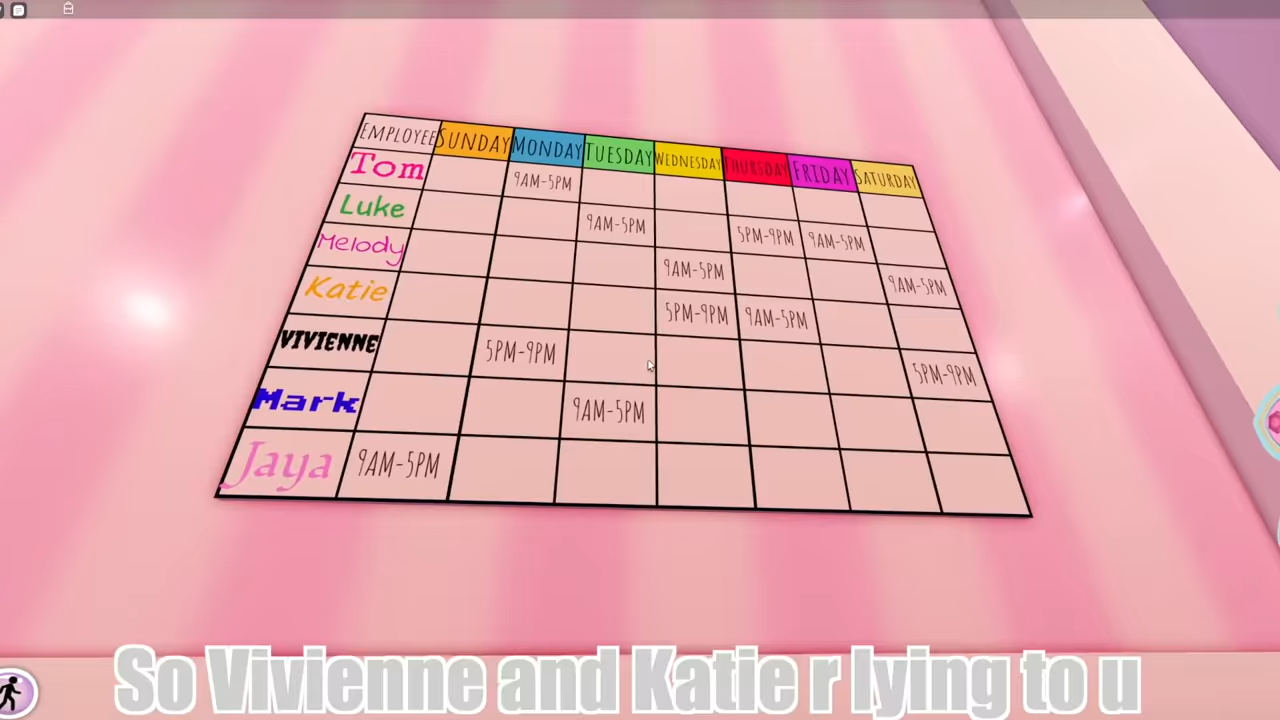 EMPLOYEE SUNDAY MONDAY TUESDAY WEDNESDAY THURSDAY FRIDAY SATURDAY
Tom 9AM-5PM
Luke 9AM-5PM 5PM-9PM 9AM-5PM
Melody 9AM-5PM 9AM-5PM
Katie 5PM-9PM 9AM-5PM
VIVIENNE 5PM-9PM 5PM-9PM
Mark 9AM-5PM
Jaya 9AM-5PM
So Vivienne and Katie r lying to u